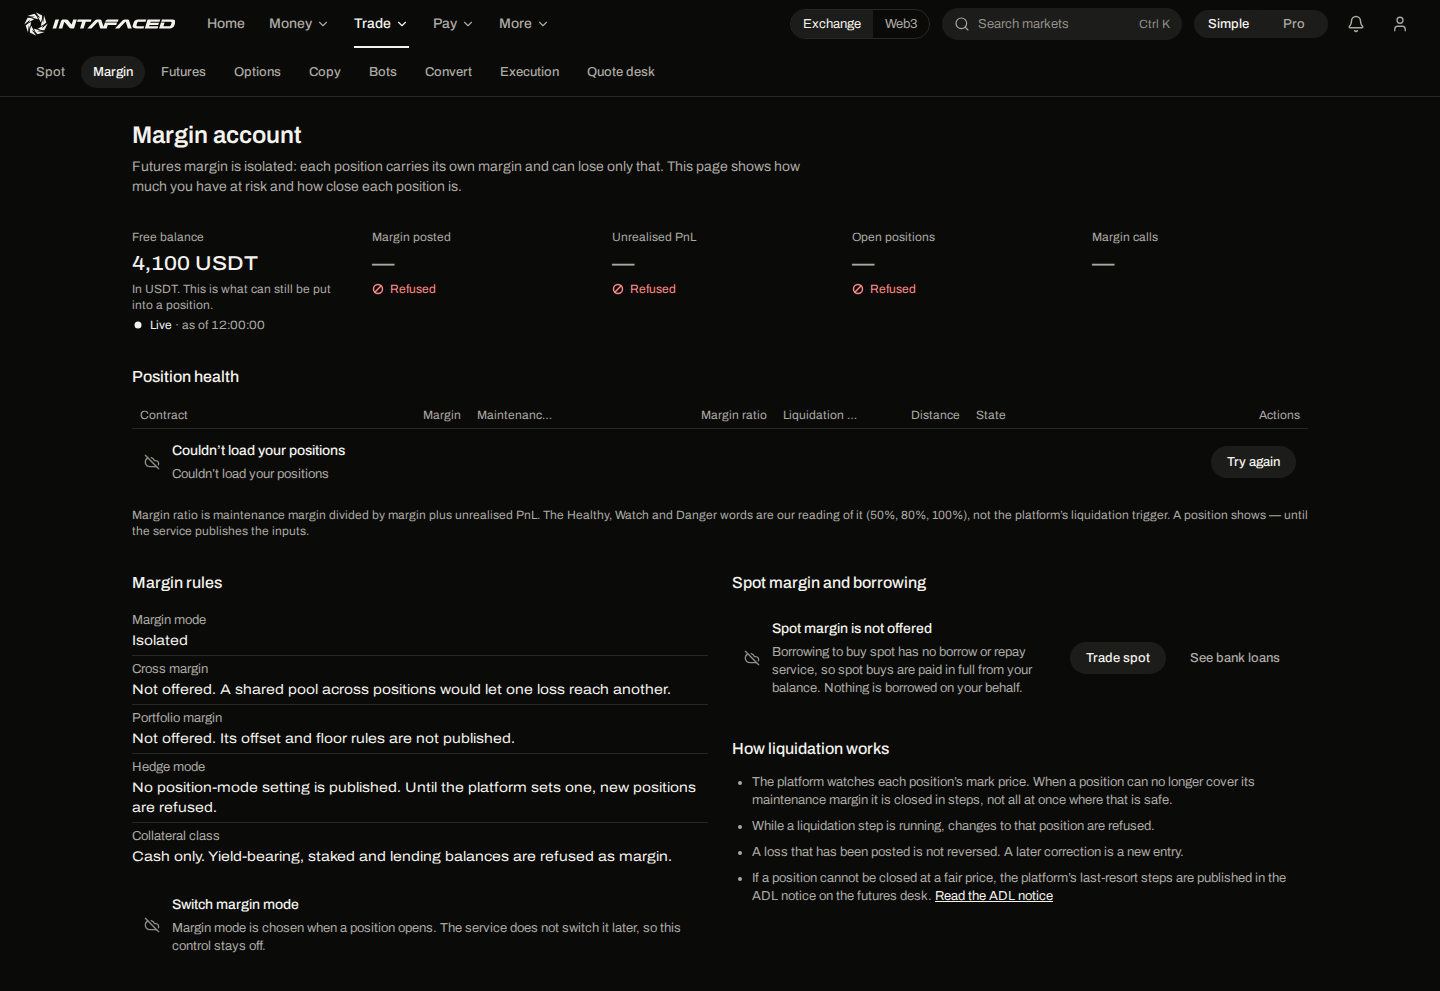 INTAFACED
Home Money Trade Pay More
Exchange Web3
Search markets Ctrl K
Simple Pro
Spot Margin Futures Options Copy Bots Convert Execution Quote desk
Margin account
Futures margin is isolated: each position carries its own margin and can lose only that. This page shows how
much you have at risk and how close each position is.
Free balance
4,100 USDT
In USDT. This is what can still be put
into a position.
Live · as of 12:00:00
Margin posted
—
Refused
Unrealised PnL
—
Refused
Open positions
—
Refused
Margin calls
—
Position health
Contract Margin Maintenanc... Margin ratio Liquidation ... Distance State Actions
Couldn’t load your positions
Couldn’t load your positions
Try again
Margin ratio is maintenance margin divided by margin plus unrealised PnL. The Healthy, Watch and Danger words are our reading of it (50%, 80%, 100%), not the platform’s liquidation trigger. A position shows — until
the service publishes the inputs.
Margin rules
Margin mode
Isolated
Cross margin
Not offered. A shared pool across positions would let one loss reach another.
Portfolio margin
Not offered. Its offset and floor rules are not published.
Hedge mode
No position-mode setting is published. Until the platform sets one, new positions
are refused.
Collateral class
Cash only. Yield-bearing, staked and lending balances are refused as margin.
Switch margin mode
Margin mode is chosen when a position opens. The service does not switch it later, so this
control stays off.
Spot margin and borrowing
Spot margin is not offered
Borrowing to buy spot has no borrow or repay
service, so spot buys are paid in full from your
balance. Nothing is borrowed on your behalf.
Trade spot See bank loans
How liquidation works
• The platform watches each position’s mark price. When a position can no longer cover its
maintenance margin it is closed in steps, not all at once where that is safe.
• While a liquidation step is running, changes to that position are refused.
• A loss that has been posted is not reversed. A later correction is a new entry.
• If a position cannot be closed at a fair price, the platform’s last-resort steps are published in the
ADL notice on the futures desk. Read the ADL notice